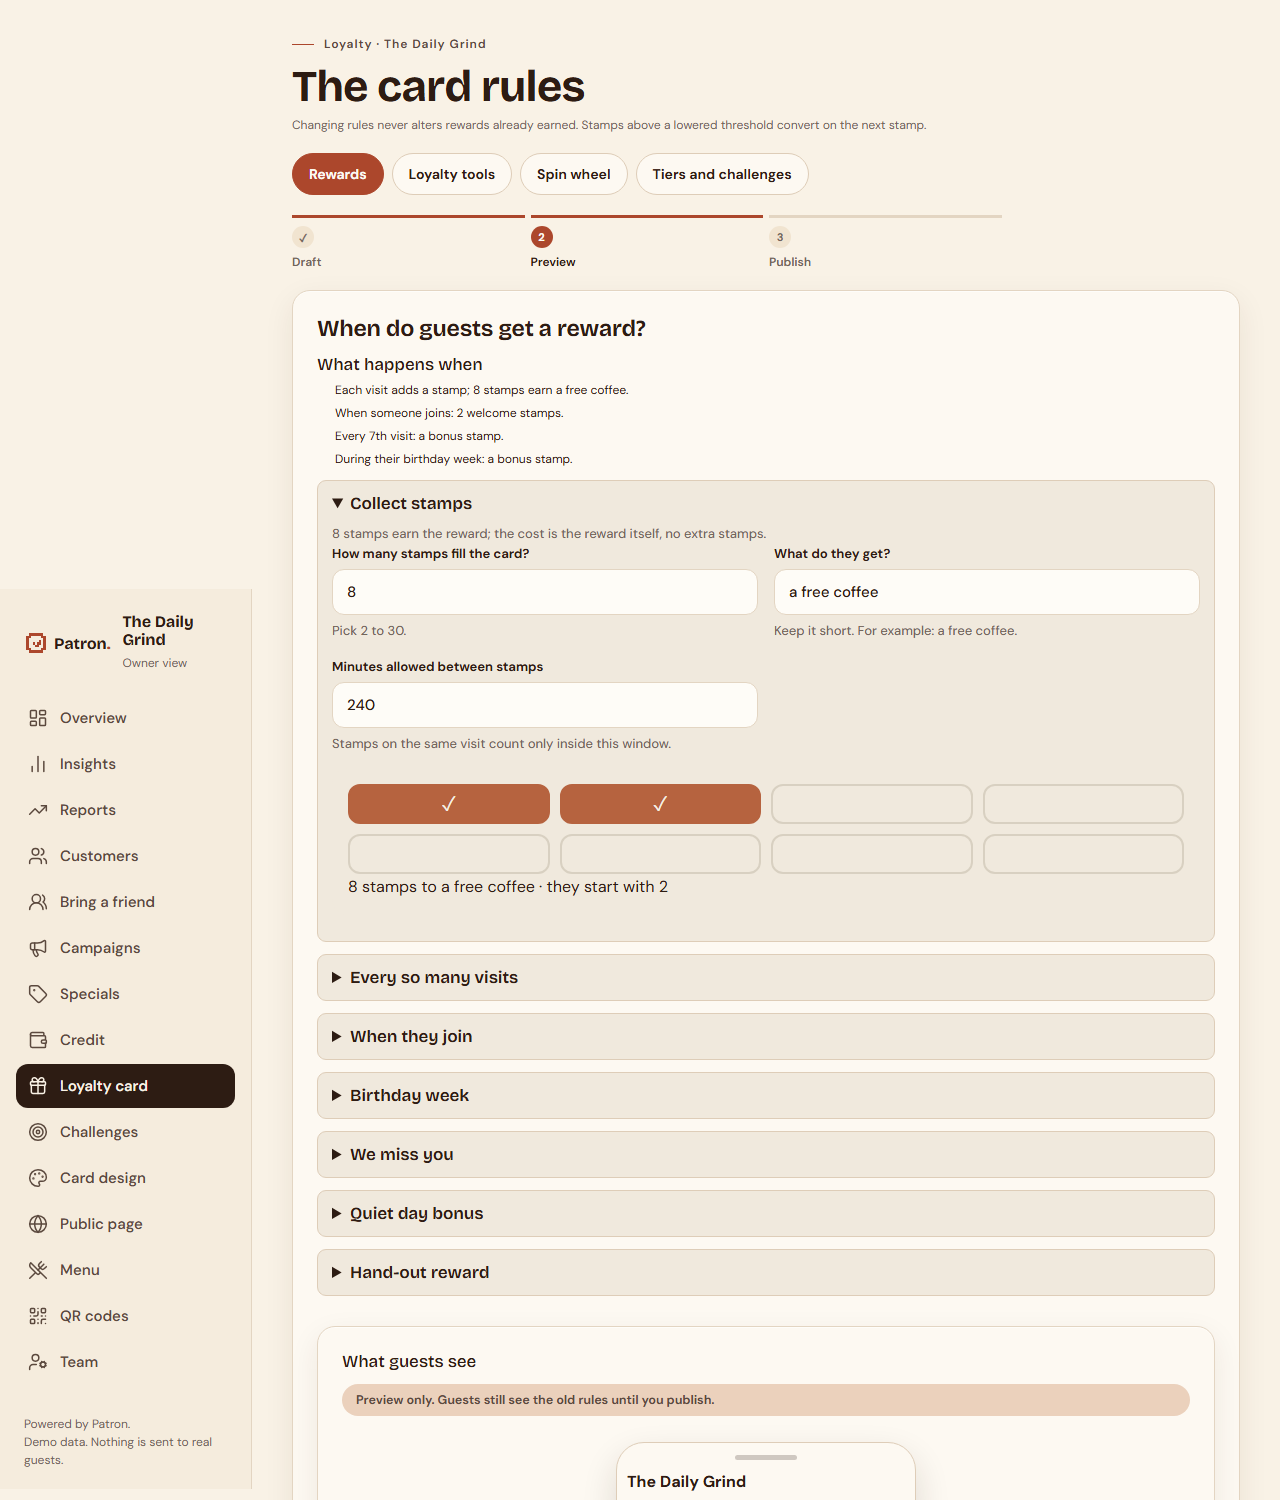 Loyalty · The Daily Grind
The card rules
Changing rules never alters rewards already earned. Stamps above a lowered threshold convert on the next stamp.
Rewards
Loyalty tools
Spin wheel
Tiers and challenges
✓
Draft
2
Preview
3
Publish
When do guests get a reward?
What happens when
Each visit adds a stamp; 8 stamps earn a free coffee.
When someone joins: 2 welcome stamps.
Every 7th visit: a bonus stamp.
During their birthday week: a bonus stamp.
Collect stamps
8 stamps earn the reward; the cost is the reward itself, no extra stamps.
How many stamps fill the card?
8
Pick 2 to 30.
What do they get?
a free coffee
Keep it short. For example: a free coffee.
Minutes allowed between stamps
240
Stamps on the same visit count only inside this window.
✓ ✓
8 stamps to a free coffee · they start with 2
Every so many visits
When they join
Birthday week
We miss you
Quiet day bonus
Hand-out reward
What guests see
Preview only. Guests still see the old rules until you publish.
The Daily Grind
Patron.
The Daily
Grind
Owner view
Overview
Insights
Reports
Customers
Bring a friend
Campaigns
Specials
Credit
Loyalty card
Challenges
Card design
Public page
Menu
QR codes
Team
Powered by Patron.
Demo data. Nothing is sent to real
guests.